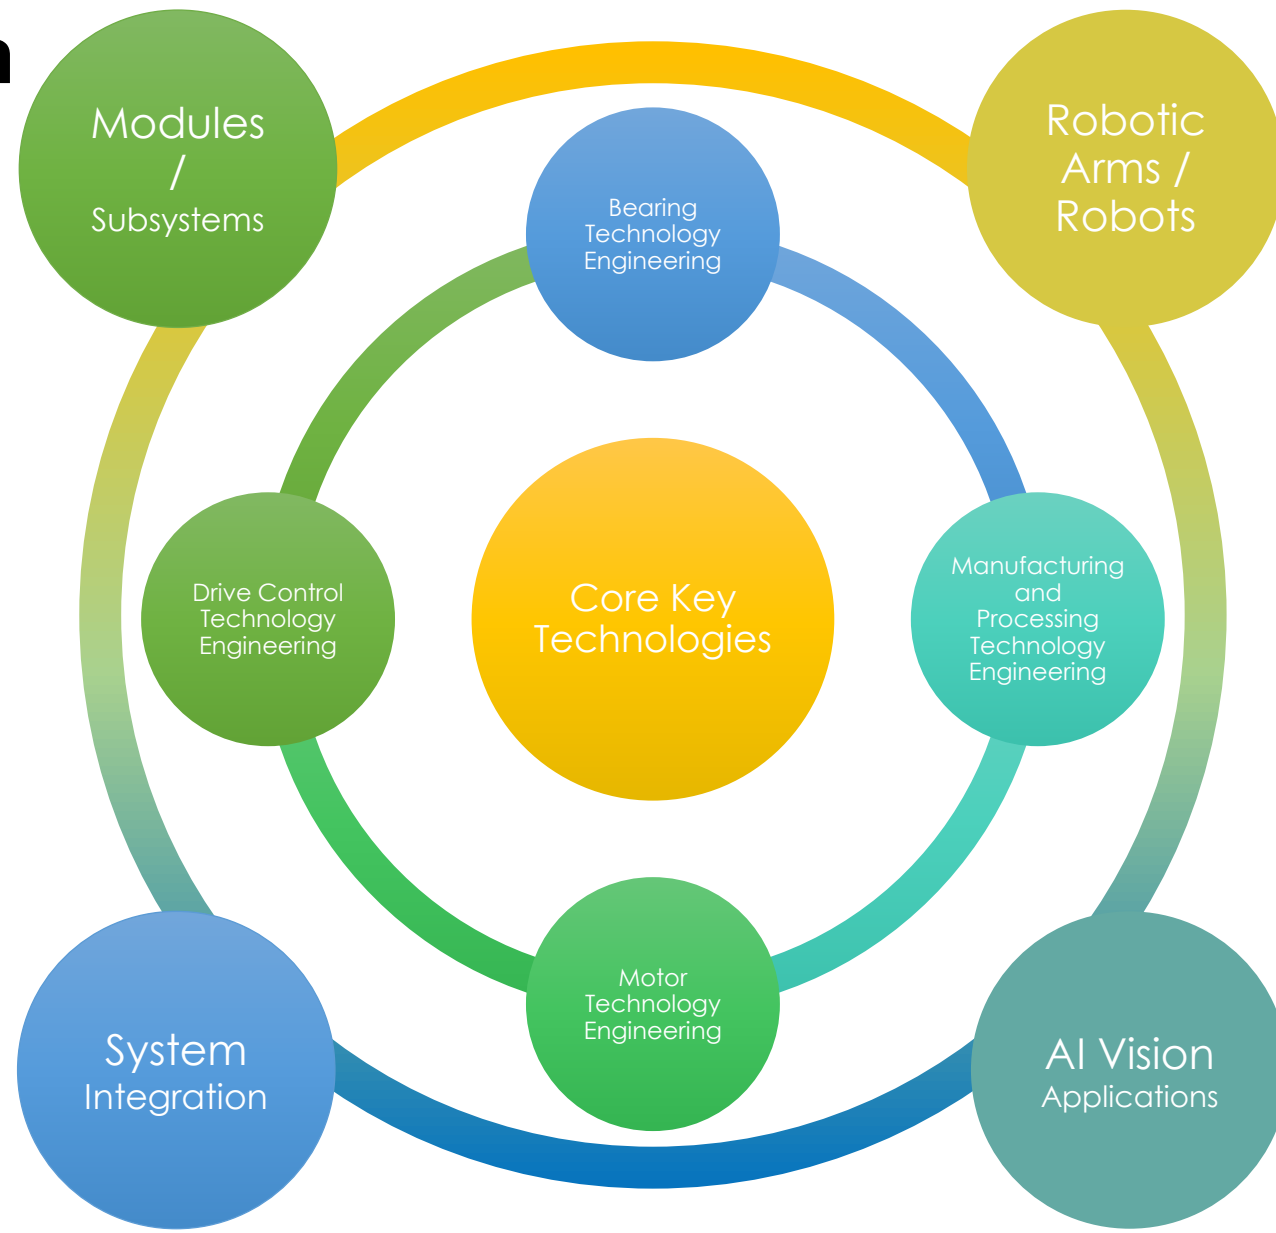 Modules
/
Subsystems
Robotic
Arms /
Robots
Bearing
Technology
Engineering
Drive Control
Technology
Engineering
Core Key
Technologies
Manufacturing
and
Processing
Technology
Engineering
Motor
Technology
Engineering
System
Integration
AI Vision
Applications